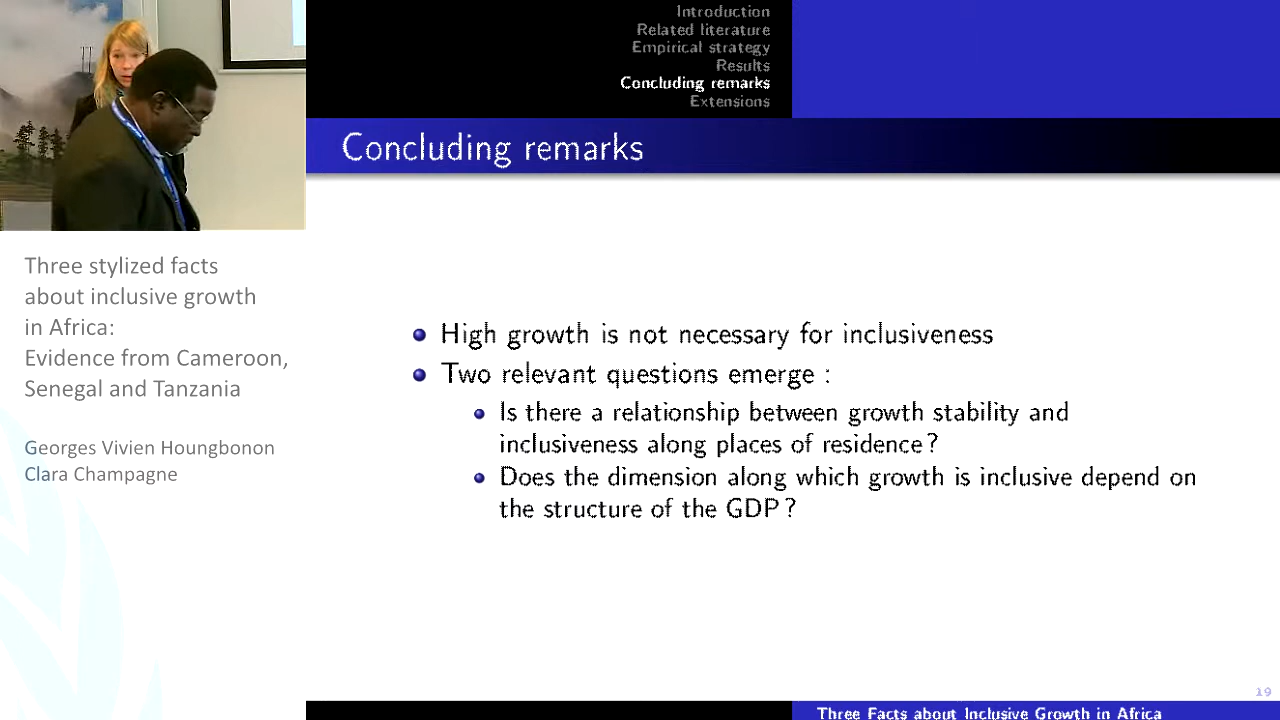 Introduction
Related literature
Empirical strategy
Results
Concluding remarks
Extensions
Concluding remarks
Three stylized facts
about inclusive growth
in Africa:
Evidence from Cameroon,
Senegal and Tanzania
Georges Vivien Houngbonon
Clara Champagne
High growth is not necessary for inclusiveness
Two relevant questions emerge :
Is there a relationship between growth stability and
inclusiveness along places of residence ?
Does the dimension along which growth is inclusive depend on
the structure of the GDP ?
19
Three Facts about Inclusive Growth in Africa